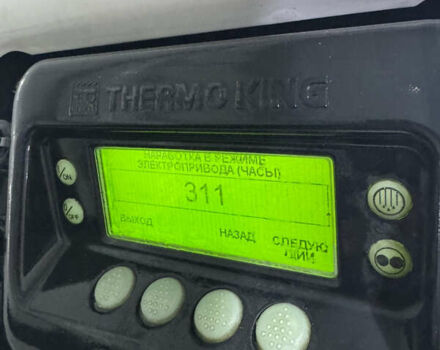 THERMO KING
НАРАБОТКА В РЕЖИМЕ
ЭЛЕКТРОПРИВОДА (ЧАСЫ)
311
ВЫХОД НАЗАД СЛЕДУЮ
ЩИЙ
ON
OFF